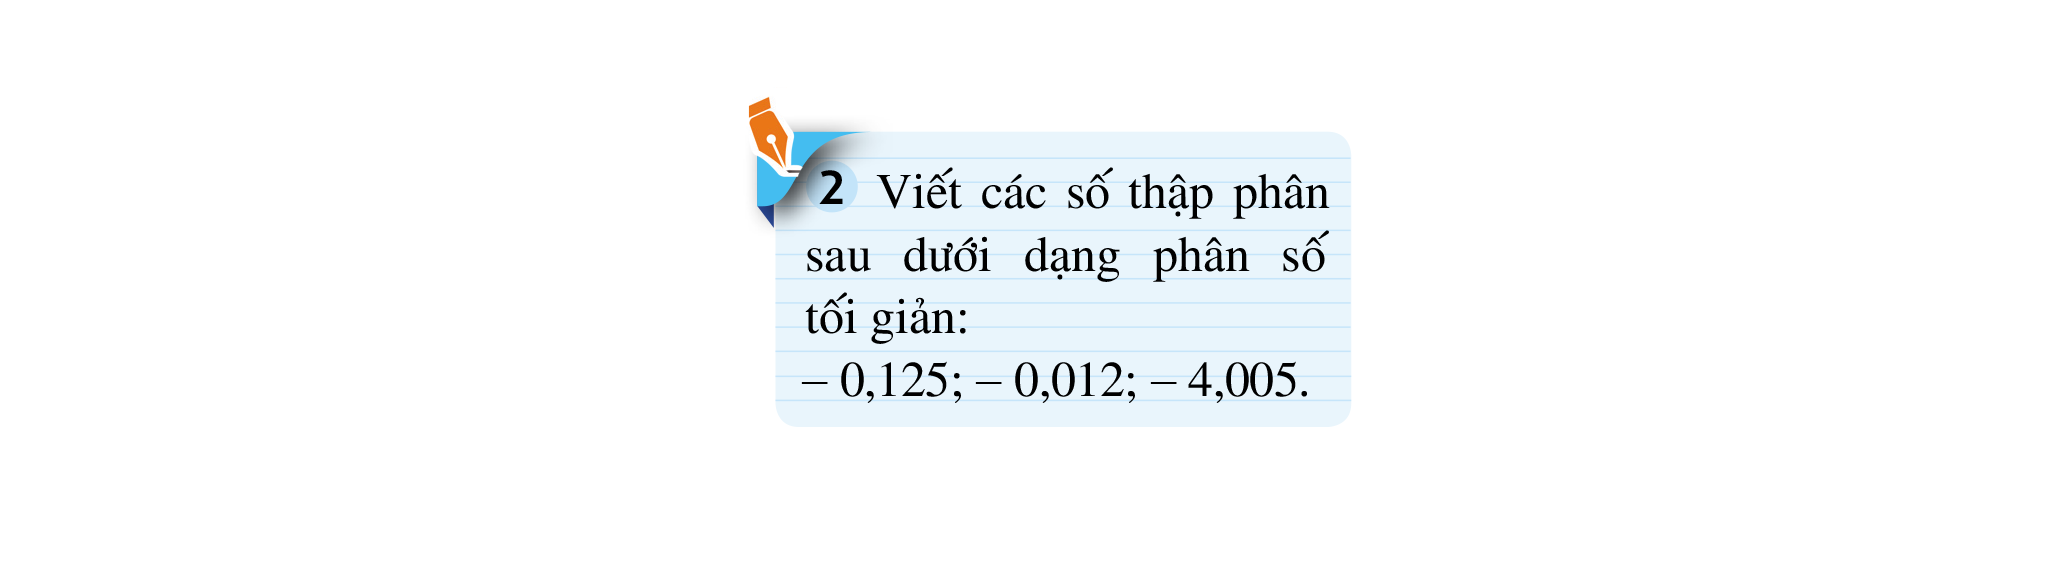 2 Viết các số thập phân
sau dưới dạng phân số
tối giản:
– 0,125; – 0,012; – 4,005.